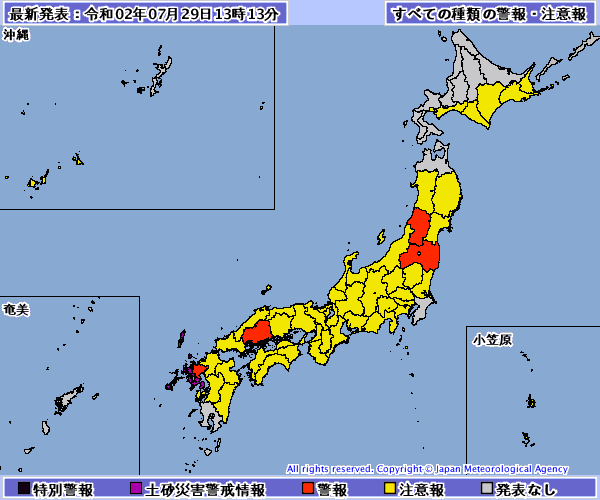 最新発表：令和02年07月29日13時13分
すべての種類の警報・注意報
沖縄
奄美
小笠原
All rights reserved. Copyright © Japan Meteorological Agency
特別警報 土砂災害警戒情報 警報 注意報 発表なし